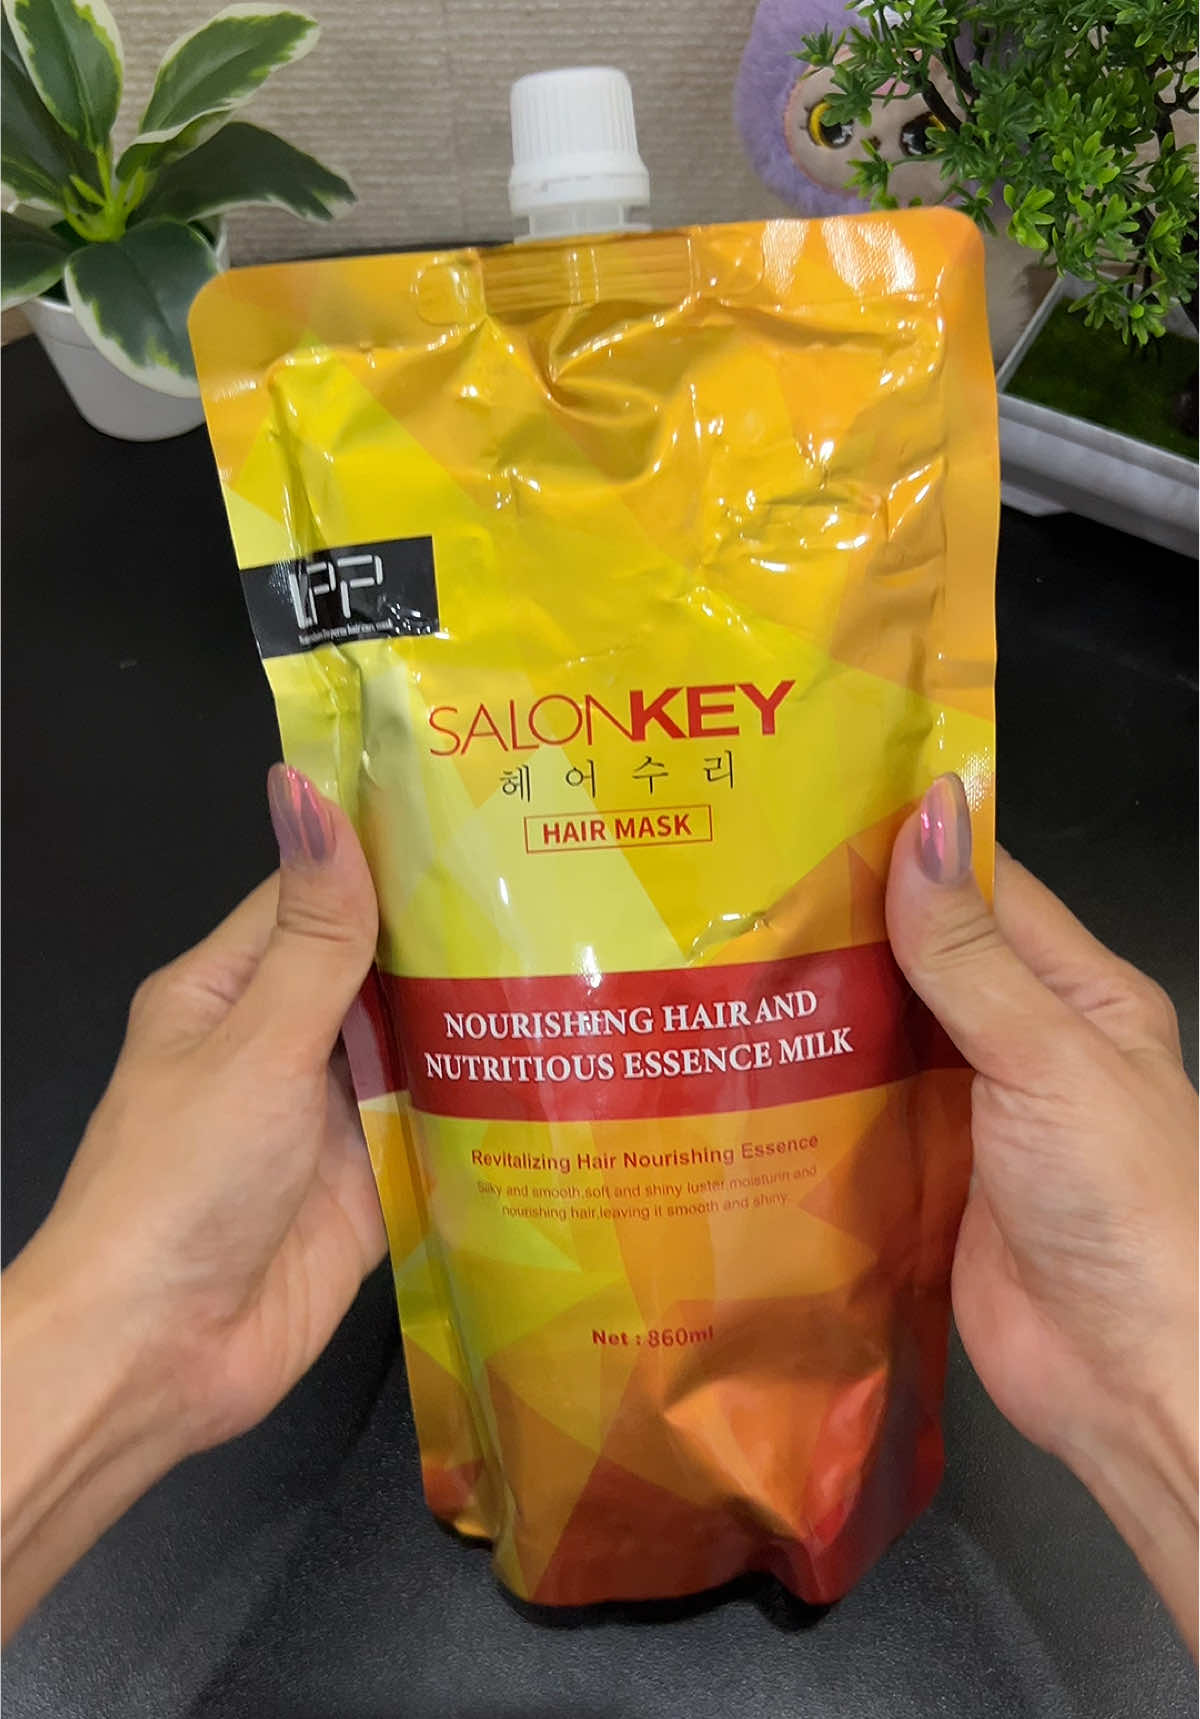 LPP
SALONKEY
헤어수리
HAIR MASK
NOURISHING HAIR AND
NUTRITIOUS ESSENCE MILK
Revitalizing Hair Nourishing Essence
Silky and smooth,soft and shiny luster,moisturin and
nourishing hair,leaving it smooth and shiny.
Net : 860ml